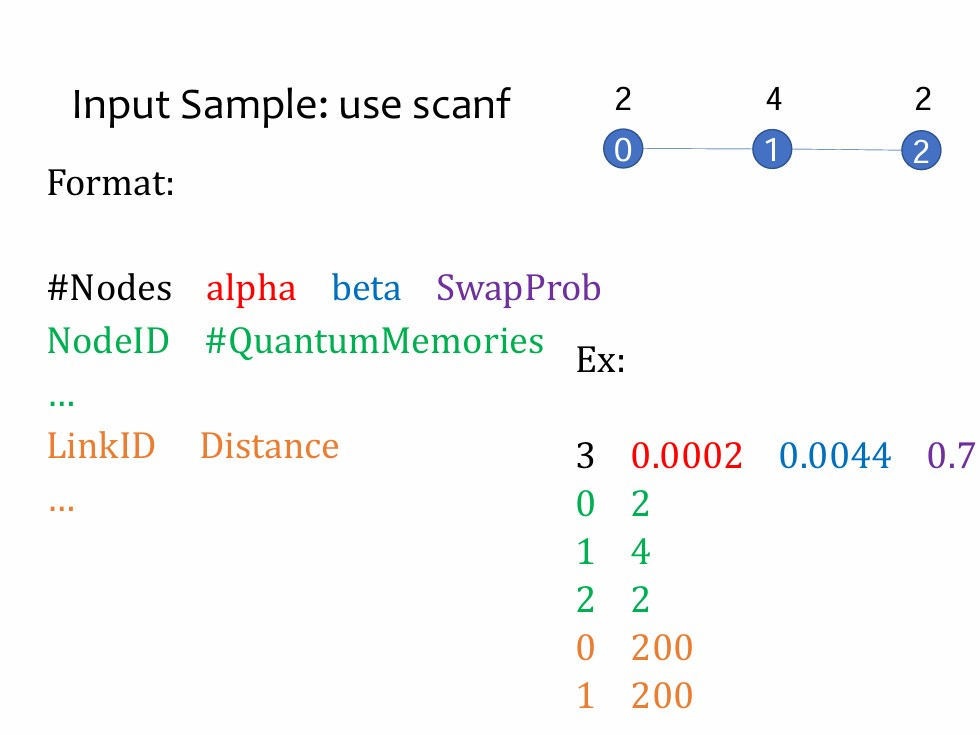 Input Sample: use scanf
2 4 2
0 1 2
Format:
#Nodes alpha beta SwapProb
NodeID #QuantumMemories
…
LinkID Distance
…
Ex:
3 0.0002 0.0044 0.7
0 2
1 4
2 2
0 200
1 200